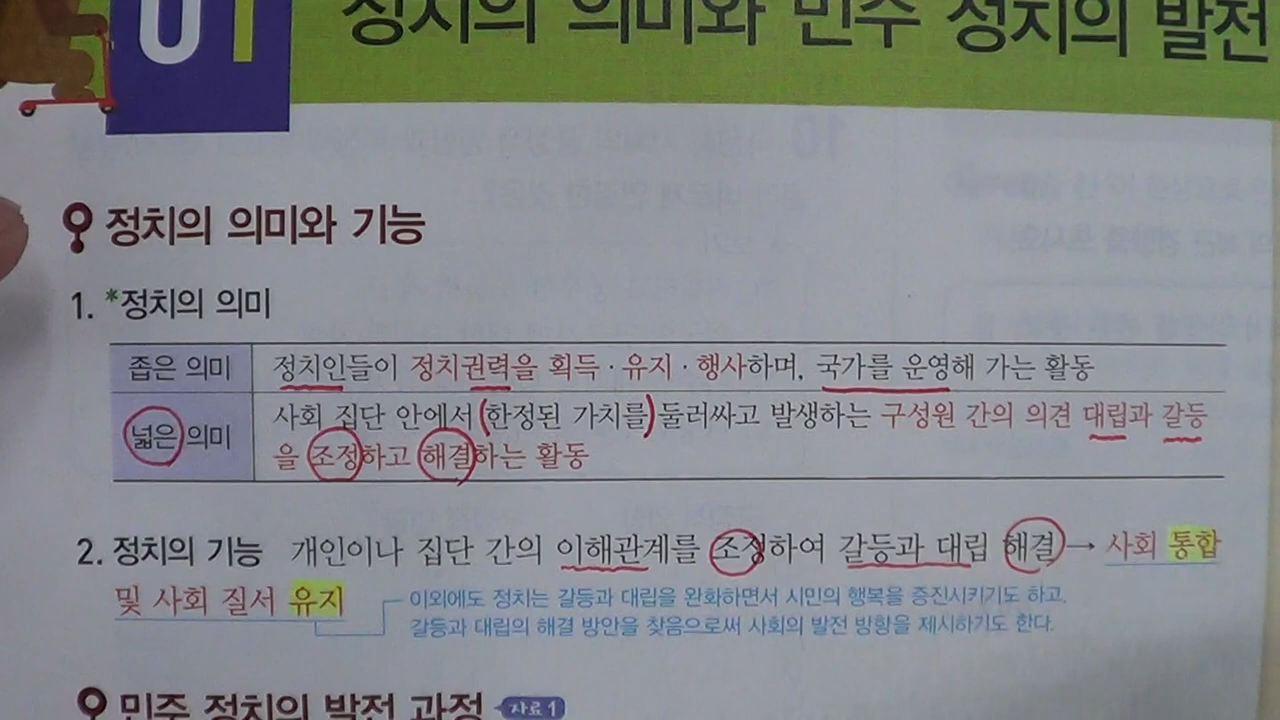 01 정치의 의미와 민주 정치의 발전
정치의 의미와 기능
1. *정치의 의미
좁은 의미 정치인들이 정치권력을 획득·유지·행사하며, 국가를 운영해 가는 활동
넓은 의미 사회 집단 안에서 (한정된 가치를) 둘러싸고 발생하는 구성원 간의 의견 대립과 갈등
을 조정하고 해결하는 활동
2. 정치의 기능 개인이나 집단 간의 이해관계를 조정하여 갈등과 대립 해결 → 사회 통합
및 사회 질서 유지
이외에도 정치는 갈등과 대립을 완화하면서 시민의 행복을 증진시키기도 하고,
갈등과 대립의 해결 방안을 찾음으로써 사회의 발전 방향을 제시하기도 한다.
민주 정치의 발전 과정 자료 1